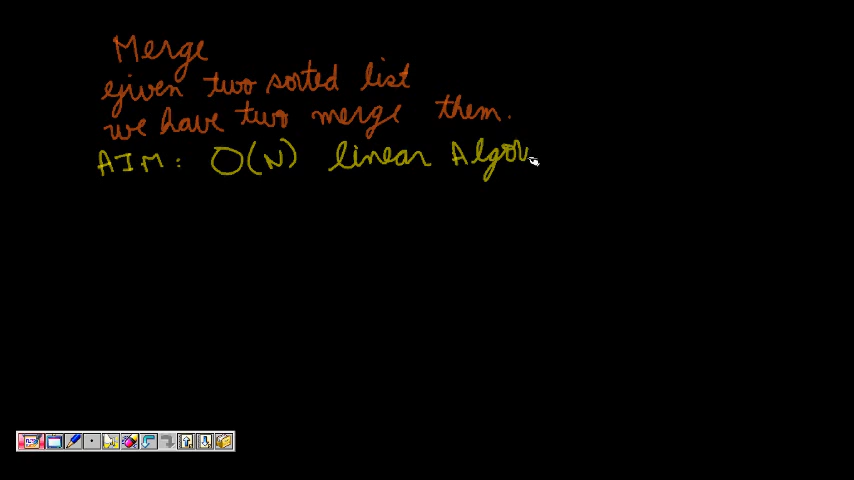 Merge
given two sorted list
we have two merge them.
AIM: O(N) linear Algor